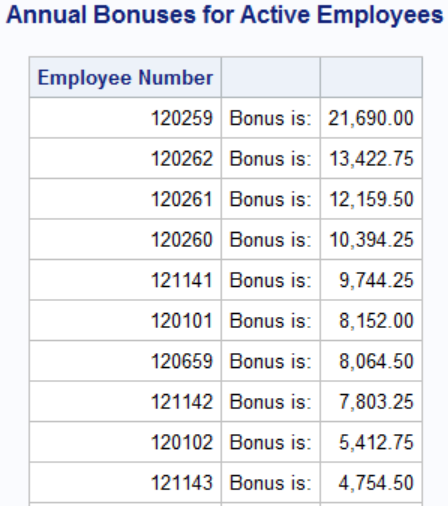 Annual Bonuses for Active Employees
Employee Number
120259 Bonus is: 21,690.00
120262 Bonus is: 13,422.75
120261 Bonus is: 12,159.50
120260 Bonus is: 10,394.25
121141 Bonus is: 9,744.25
120101 Bonus is: 8,152.00
120659 Bonus is: 8,064.50
121142 Bonus is: 7,803.25
120102 Bonus is: 5,412.75
121143 Bonus is: 4,754.50